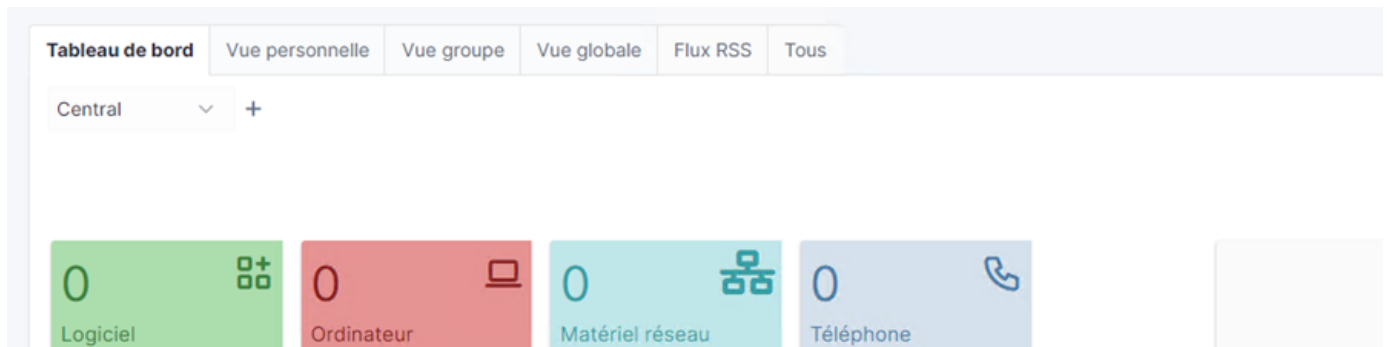 Tableau de bord Vue personnelle Vue groupe Vue globale Flux RSS Tous
Central +
0 0 0 0
Logiciel Ordinateur Matériel réseau Téléphone